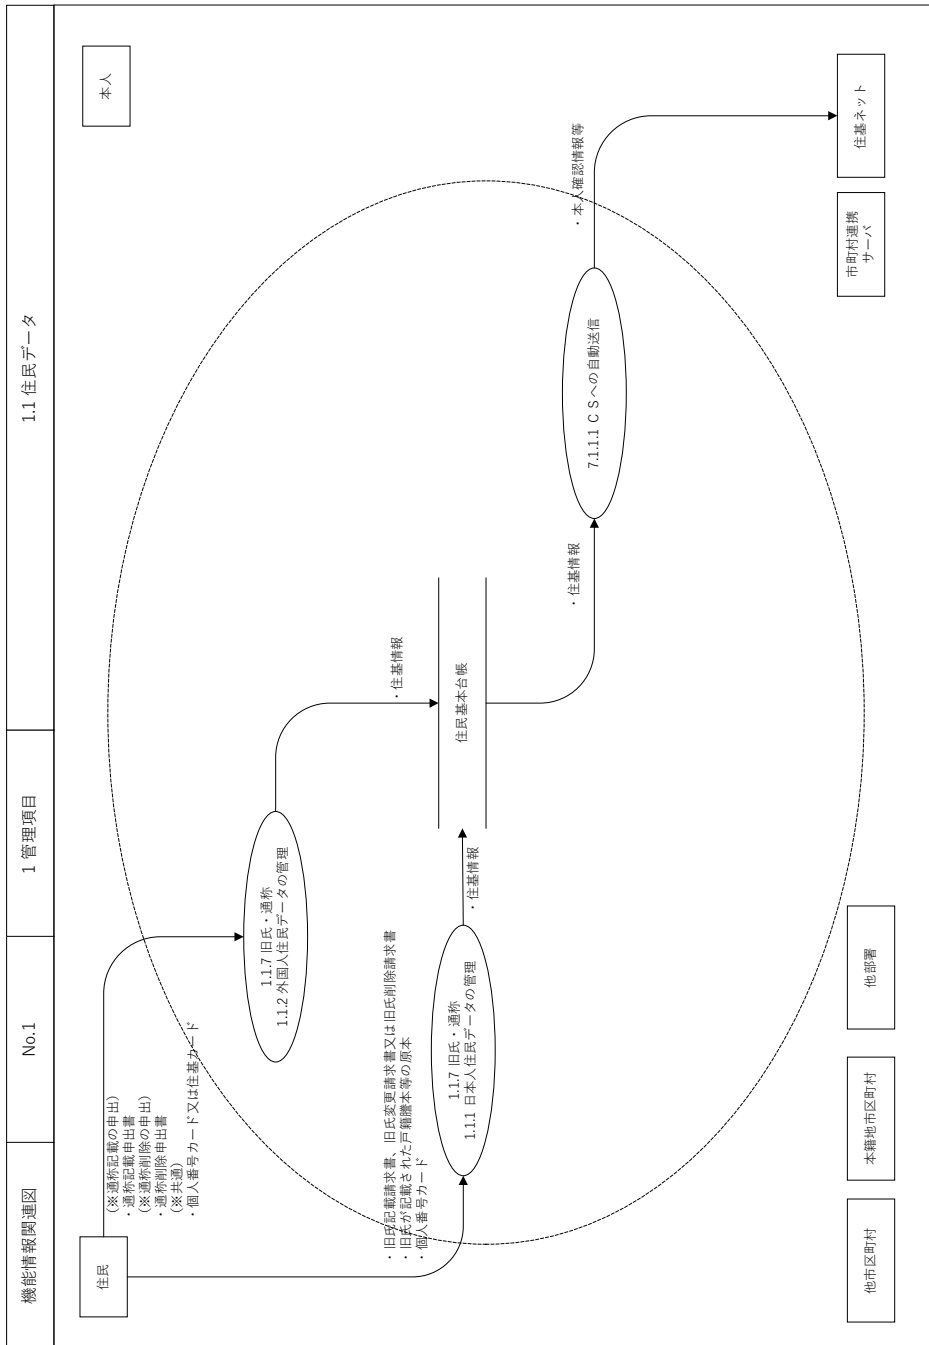 機能情報関連図
No.1
1 管理項目
1.1 住民データ
住民
本人
(※通称記載の申出)
・通称記載申出書
(※通称削除の申出)
・通称削除申出書
(※共通)
・個人番号カード又は住基カード
1.1.7 旧氏・通称
1.1.2 外国人住民データの管理
・住基情報
・旧氏記載請求書、旧氏変更請求書又は旧氏削除請求書
・旧氏が記載された戸籍謄本等の原本
・個人番号カード
1.1.7 旧氏・通称
1.1.1 日本人住民データの管理
・住基情報
住民基本台帳
・住基情報
7.1.1.1 ＣＳへの自動送信
・本人確認情報等
他市区町村
本籍地市区町村
他部署
市町村連携
サーバ
住基ネット